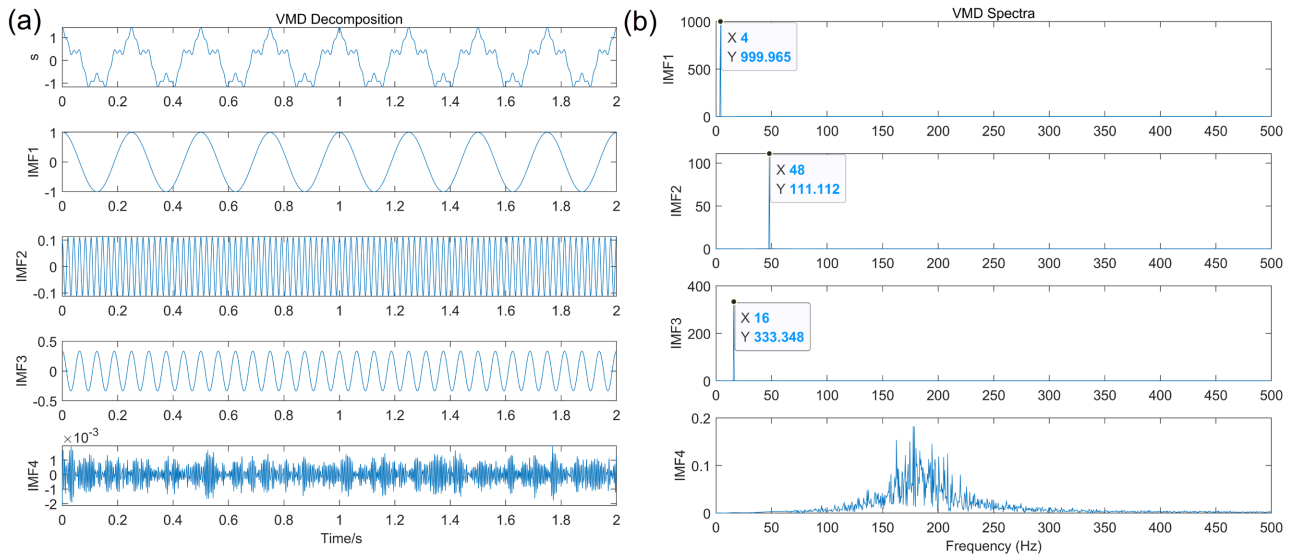 (a)
VMD Decomposition
s
1
0
-1
0 0.2 0.4 0.6 0.8 1 1.2 1.4 1.6 1.8 2
IMF1
1
0
-1
0 0.2 0.4 0.6 0.8 1 1.2 1.4 1.6 1.8 2
IMF2
0.1
0
-0.1
0 0.2 0.4 0.6 0.8 1 1.2 1.4 1.6 1.8 2
IMF3
0.5
0
-0.5
0 0.2 0.4 0.6 0.8 1 1.2 1.4 1.6 1.8 2
×10⁻³
IMF4
1
0
-1
-2
0 0.2 0.4 0.6 0.8 1 1.2 1.4 1.6 1.8 2
Time/s
(b)
VMD Spectra
IMF1
1000
500
0
X 4
Y 999.965
0 50 100 150 200 250 300 350 400 450 500
IMF2
100
50
0
X 48
Y 111.112
0 50 100 150 200 250 300 350 400 450 500
IMF3
400
200
0
X 16
Y 333.348
0 50 100 150 200 250 300 350 400 450 500
IMF4
0.2
0.1
0
0 50 100 150 200 250 300 350 400 450 500
Frequency (Hz)